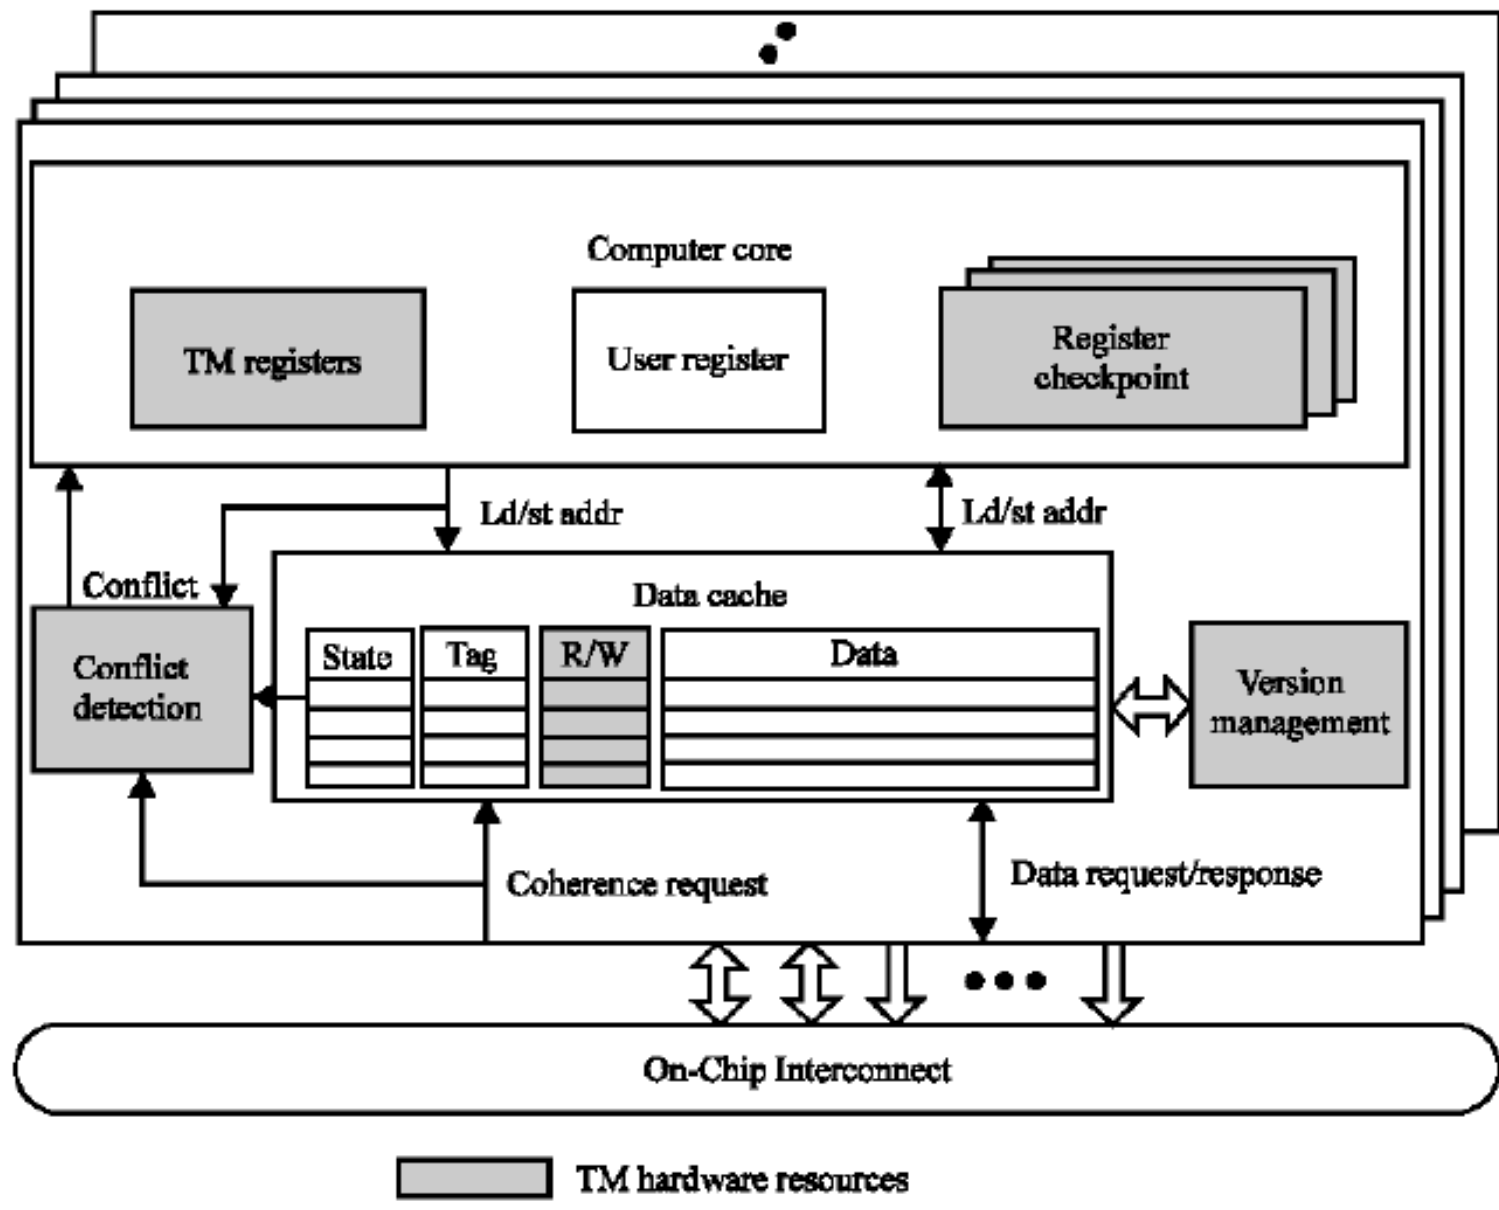 Computer core
TM registers
User register
Register
checkpoint
Ld/st addr
Ld/st addr
Conflict
Data cache
State
Tag
R/W
Data
Conflict
detection
Version
management
Coherence request
Data request/response
On-Chip Interconnect
TM hardware resources